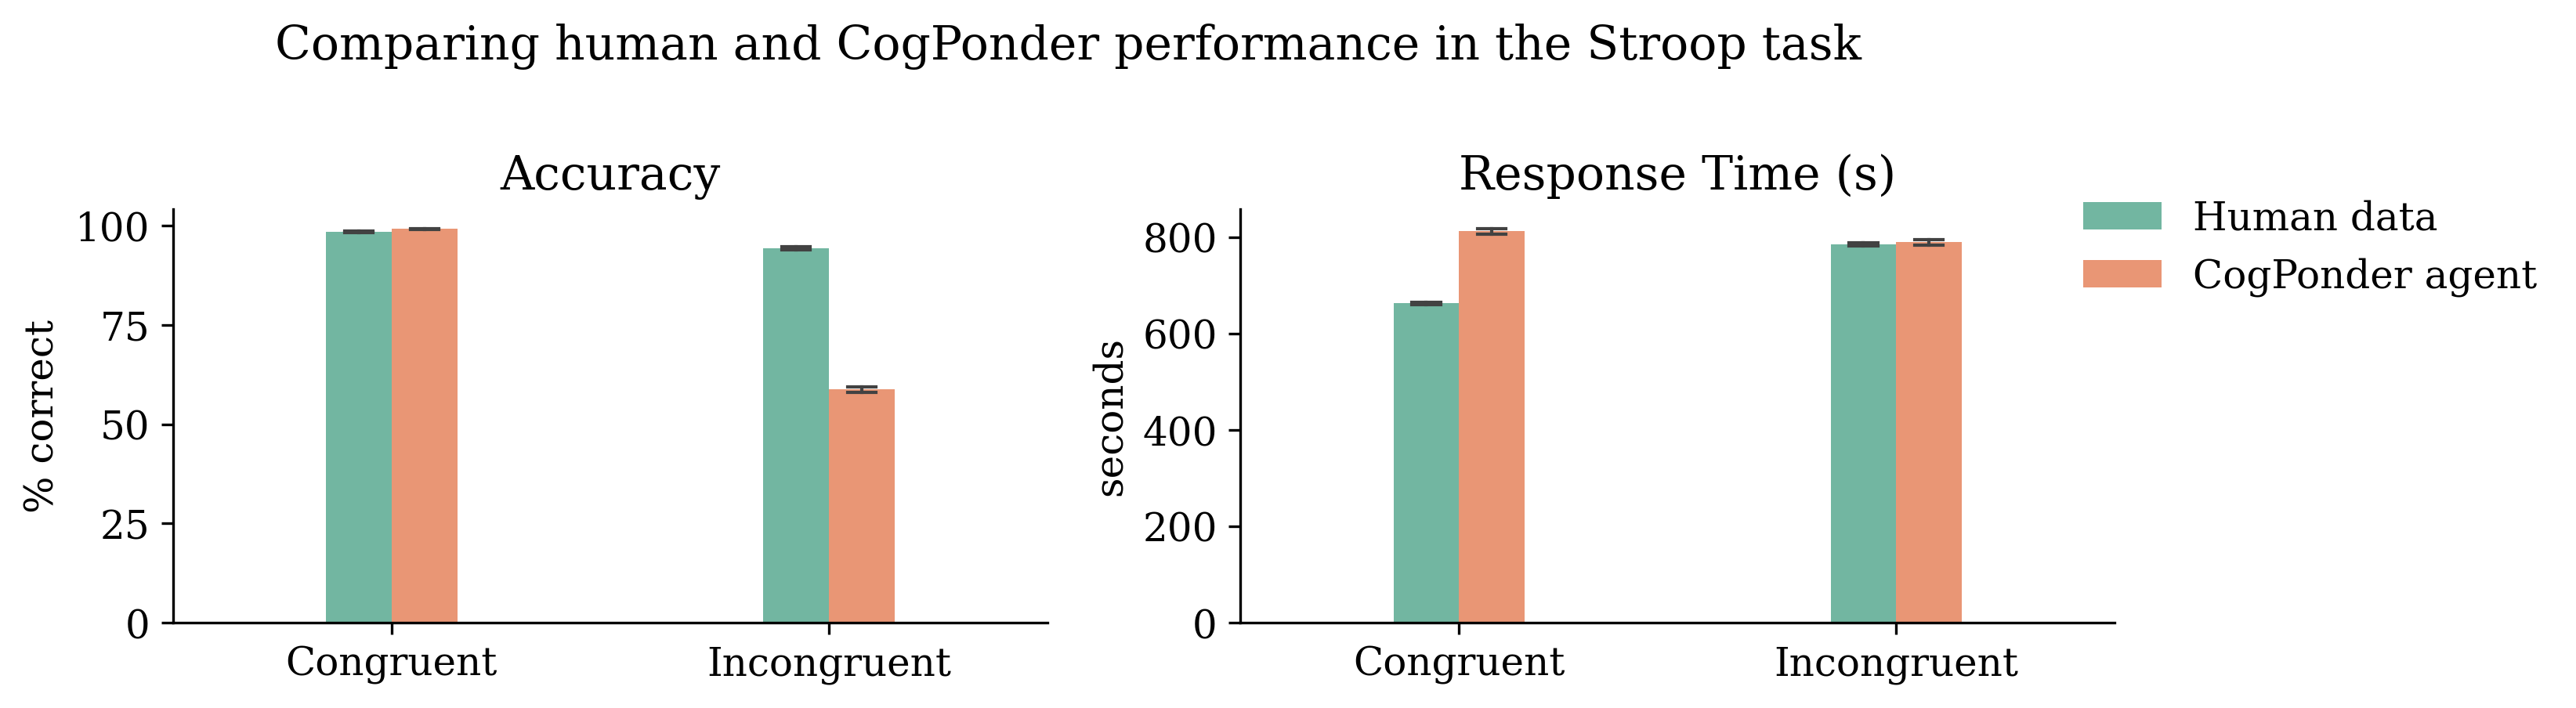 Comparing human and CogPonder performance in the Stroop task
Accuracy
% correct
100
75
50
25
0
Congruent
Incongruent
Response Time (s)
seconds
800
600
400
200
0
Congruent
Incongruent
Human data
CogPonder agent